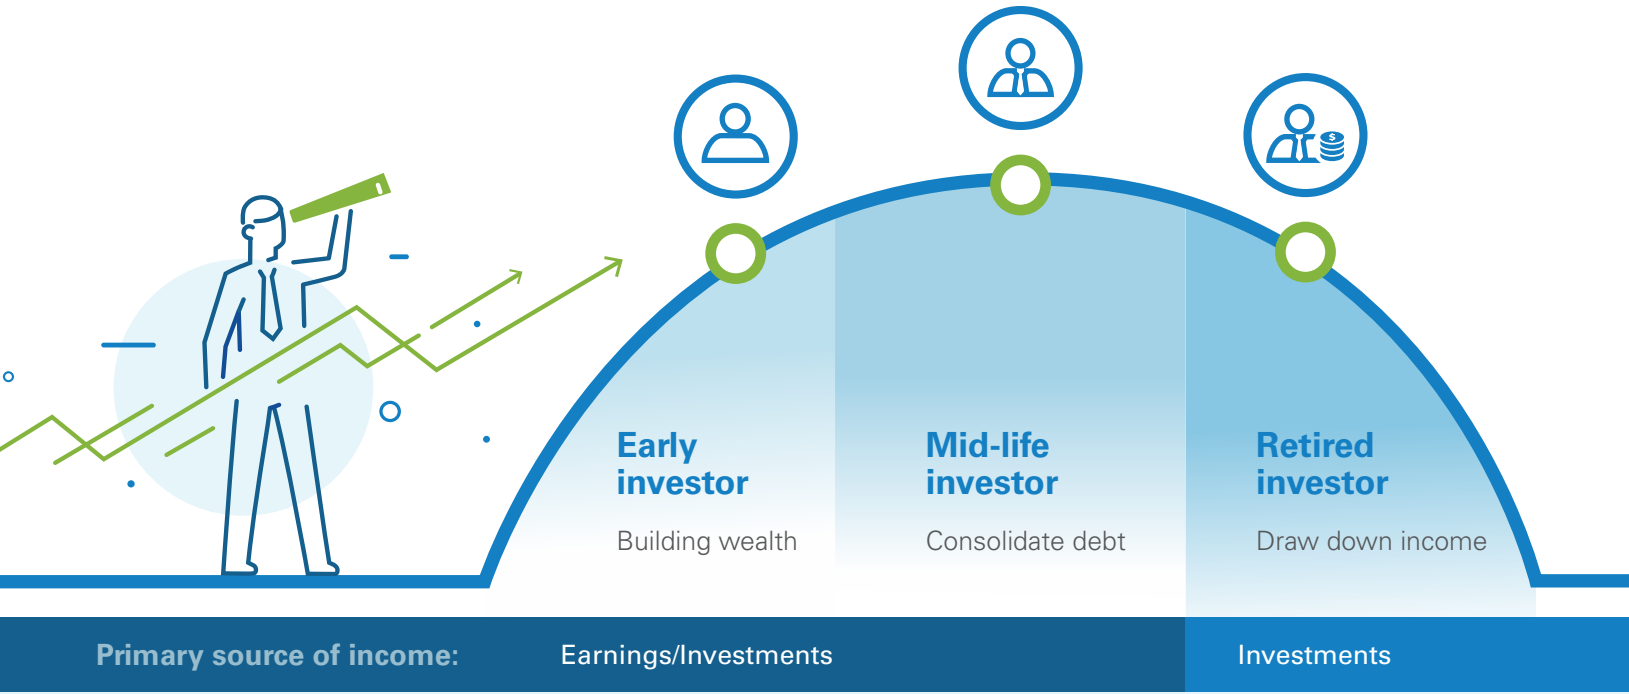 $
Early
investor
Building wealth
Mid-life
investor
Consolidate debt
Retired
investor
Draw down income
Primary source of income:
Earnings/Investments
Investments